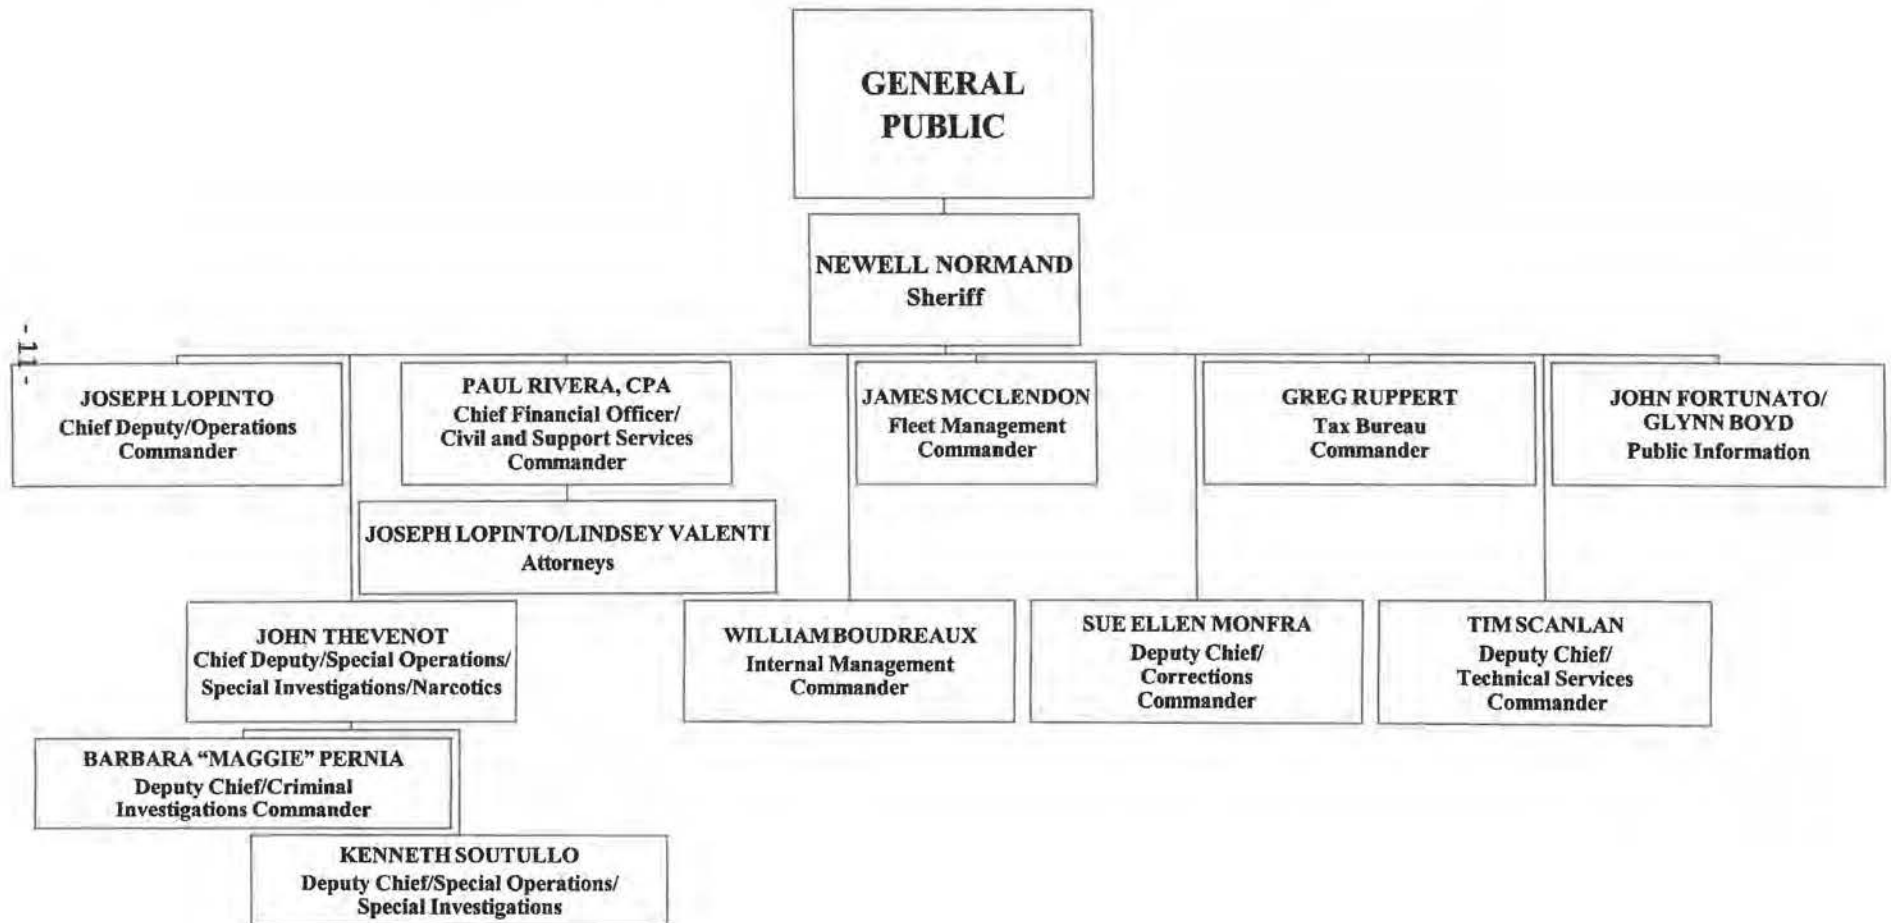 GENERAL
PUBLIC
NEWELL NORMAND
Sheriff
- 11 -
JOSEPH LOPINTO
Chief Deputy/Operations
Commander
PAUL RIVERA, CPA
Chief Financial Officer/
Civil and Support Services
Commander
JAMES MCCLENDON
Fleet Management
Commander
GREG RUPPERT
Tax Bureau
Commander
JOHN FORTUNATO/
GLYNN BOYD
Public Information
JOSEPH LOPINTO/LINDSEY VALENTI
Attorneys
JOHN THEVENOT
Chief Deputy/Special Operations/
Special Investigations/Narcotics
WILLIAM BOUDREAUX
Internal Management
Commander
SUE ELLEN MONFRA
Deputy Chief/
Corrections
Commander
TIM SCANLAN
Deputy Chief/
Technical Services
Commander
BARBARA “MAGGIE” PERNIA
Deputy Chief/Criminal
Investigations Commander
KENNETH SOUTULLO
Deputy Chief/Special Operations/
Special Investigations